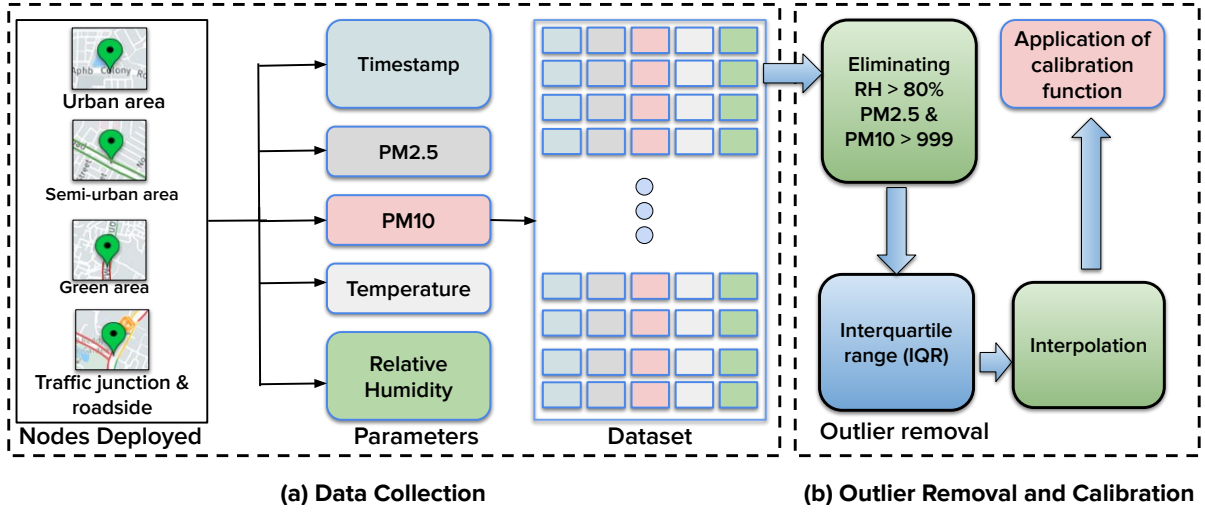 Aphb Colony
Urban area
Semi-urban area
Green area
Traffic junction &
roadside
Nodes Deployed
Timestamp
PM2.5
PM10
Temperature
Relative
Humidity
Parameters
Dataset
Eliminating
RH > 80%
PM2.5 &
PM10 > 999
Application of
calibration
function
Interquartile
range (IQR)
Interpolation
Outlier removal
(a) Data Collection
(b) Outlier Removal and Calibration